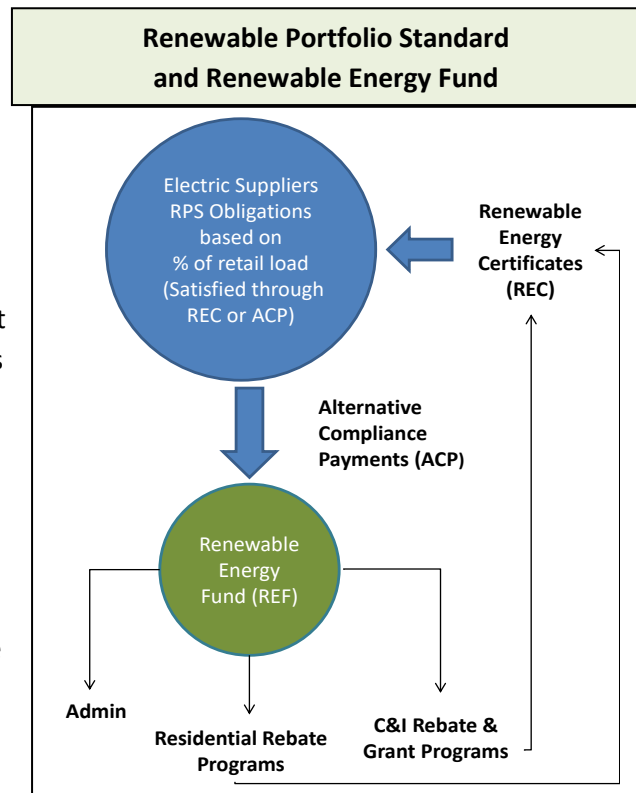 Renewable Portfolio Standard
and Renewable Energy Fund
Electric Suppliers
RPS Obligations
based on
% of retail load
(Satisfied through
REC or ACP)
Renewable
Energy
Certificates
(REC)
Alternative
Compliance
Payments (ACP)
Renewable
Energy
Fund (REF)
Admin
Residential Rebate
Programs
C&I Rebate &
Grant Programs